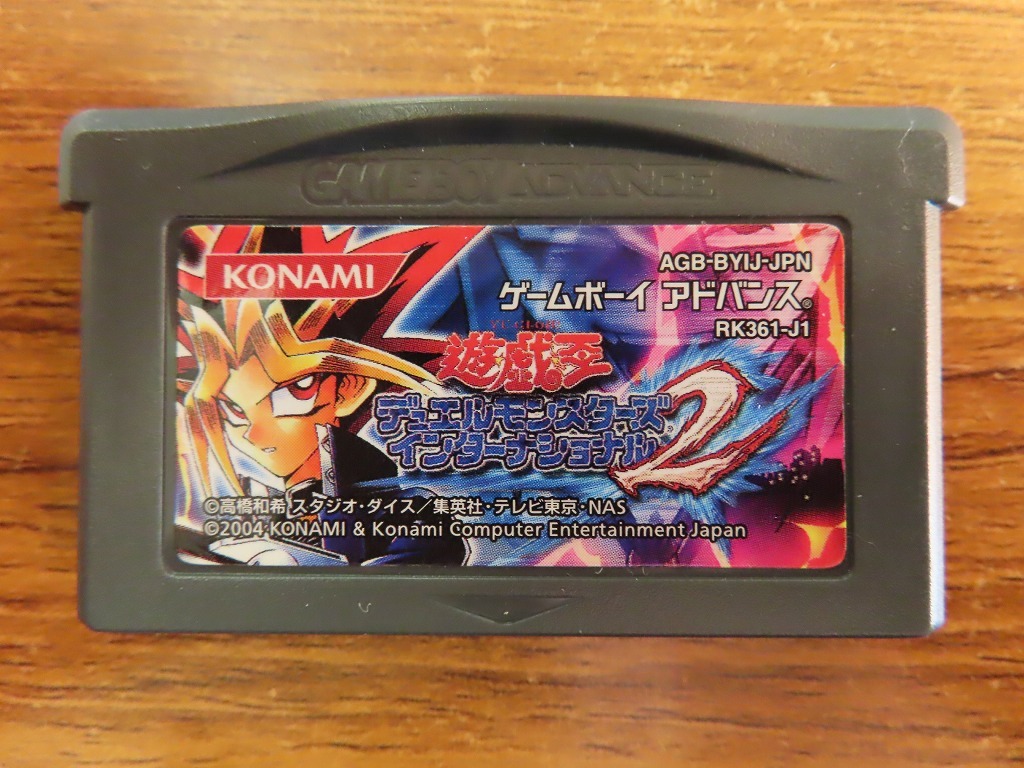 GAME BOY ADVANCE
KONAMI
AGB-BYIJ-JPN
ゲームボーイ アドバンス®
RK361-J1
YU-GI-OH!
遊戯王
デュエルモンスターズ
インターナショナル2
©高橋和希 スタジオ・ダイス／集英社・テレビ東京・NAS
©2004 KONAMI & Konami Computer Entertainment Japan